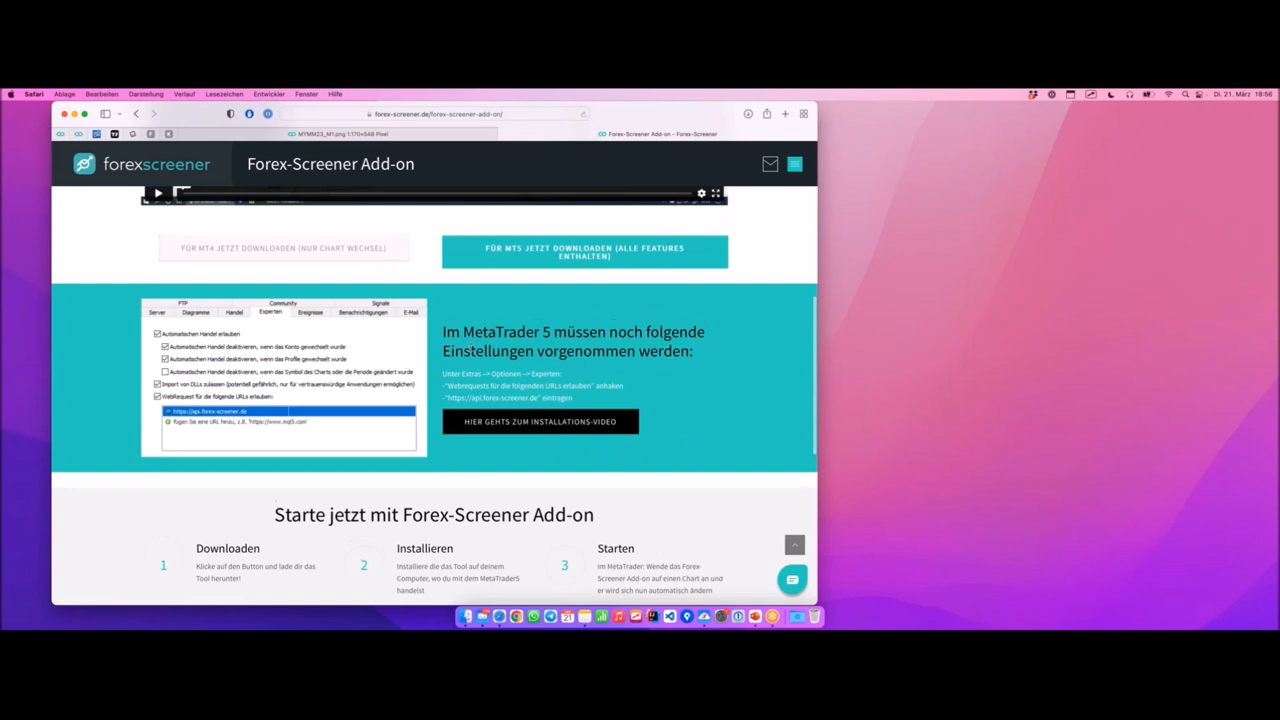 Safari Ablage Bearbeiten Darstellung Verlauf Lesezeichen Entwickler Fenster Hilfe
Di. 21. März 18:56
forex-screener.de/forex-screener-add-on/
MYMM23_M1.png 1.170×548 Pixel
Forex-Screener Add-on - Forex-Screener
forexscreener
Forex-Screener Add-on
FÜR MT4 JETZT DOWNLOADEN (NUR CHART WECHSEL)
FÜR MT5 JETZT DOWNLOADEN (ALLE FEATURES
ENTHALTEN)
FTP Community Signale
Server Diagramme Handel Experten Ereignisse Benachrichtigungen E-Mail
Automatischen Handel erlauben
Automatischen Handel deaktivieren, wenn das Konto gewechselt wurde
Automatischen Handel deaktivieren, wenn das Profile gewechselt wurde
Automatischen Handel deaktivieren, wenn das Symbol des Charts oder die Periode geändert wurde
Import von DLLs zulassen (potentiell gefährlich, nur für vertrauenswürdige Anwendungen ermöglichen)
WebRequest für die folgende URLs erlauben:
https://api.forex-screener.de
fügen Sie eine URL hinzu, z.B. 'https://www.mql5.com'
Im MetaTrader 5 müssen noch folgende
Einstellungen vorgenommen werden:
Unter Extras –> Optionen –> Experten:
-"Webrequests für die folgenden URLs erlauben" anhaken
-"https://api.forex-screener.de" eintragen
HIER GEHTS ZUM INSTALLATIONS-VIDEO
Starte jetzt mit Forex-Screener Add-on
1
Downloaden
Klicke auf den Button und lade dir das
Tool herunter!
2
Installieren
Installiere die das Tool auf deinem
Computer, wo du mit dem MetaTrader5
handelst
3
Starten
Im MetaTrader: Wende das Forex-
Screener Add-on auf einen Chart an und
er wird sich nun automatisch ändern